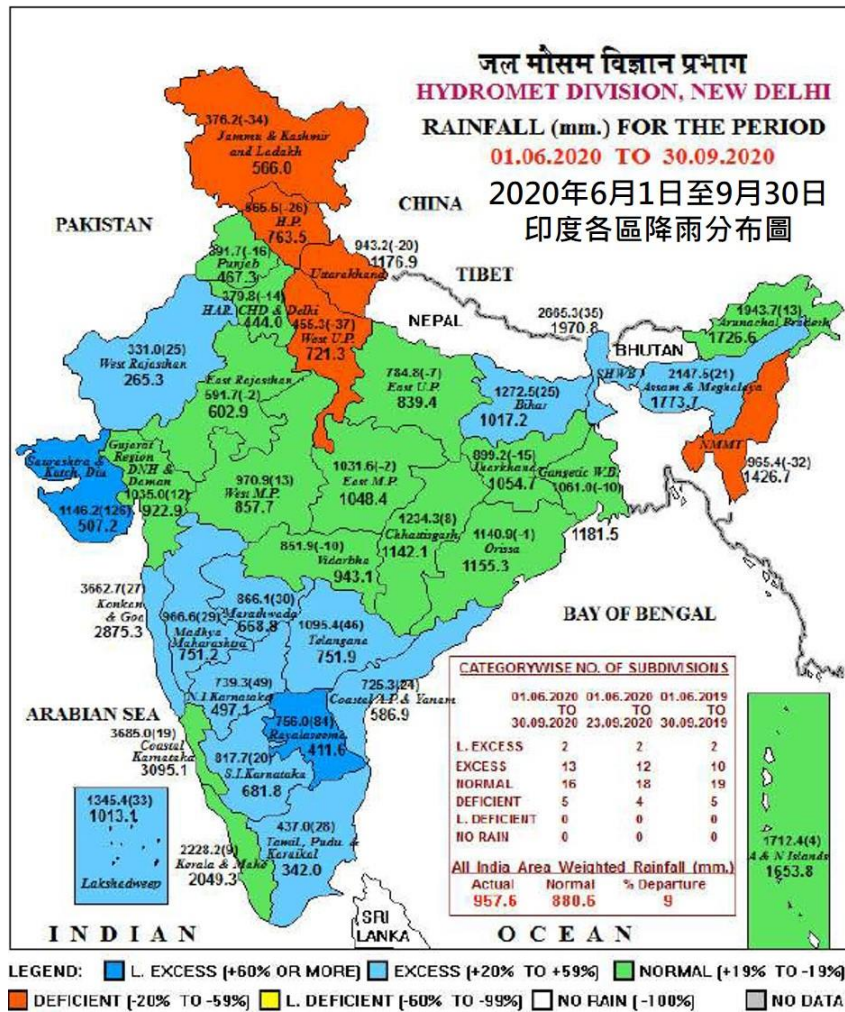 जल मौसम विज्ञान प्रभाग
HYDROMET DIVISION, NEW DELHI
RAINFALL (mm.) FOR THE PERIOD
01.06.2020 TO 30.09.2020
2020年6月1日至9月30日
印度各區降雨分布圖
376.2(-34)
Jammu & Kashmir
and Ladakh
566.0
CHINA
PAKISTAN
565.5(-26)
H.P.
763.5
943.2(-20)
1176.9
Uttarakhand
TIBET
391.7(-16)
Punjab
467.3
379.8(-14)
HAR. CHD & Delhi
444.0
455.3(-37)
West U.P.
721.3
NEPAL
2665.3(35)
1970.8
BHUTAN
SHWB
1943.7(13)
Arunachal Pradesh
1726.6
2147.5(21)
Assam & Meghalaya
1773.7
331.0(25)
West Rajasthan
265.3
East Rajasthan
591.7(-2)
602.9
784.8(-7)
East U.P.
839.4
1272.5(25)
Bihar
1017.2
NMMT
965.4(-32)
1426.7
Saurashtra &
Kutch, Diu
1146.2(126)
507.2
Gujarat
Region
DNH &
Daman
1035.0(12)
922.9
970.9(13)
West M.P.
857.7
1031.6(-2)
East M.P.
1048.4
899.2(-15)
Jharkhand
1054.7
Gangetic W.B.
1061.0(-10)
1181.5
1234.3(8)
Chhattisgarh
1142.1
1140.9(-1)
Orissa
1155.3
851.9(-10)
Vidarbha
943.1
3662.7(27)
Konkan
& Goa
2875.3
966.6(29)
Madhya
Maharashtra
751.2
866.1(30)
Marathwada
668.8
1095.4(46)
Telangana
751.9
BAY OF BENGAL
739.3(49)
N.I.Karnataka
497.1
725.3(24)
Coastal A.P.& Yanam
586.9
756.0(84)
Rayalaseema
411.6
ARABIAN SEA
3685.0(19)
Coastal
Karnataka
3095.1
817.7(20)
S.I.Karnataka
681.8
1345.4(33)
1013.1
Lakshadweep
2228.2(9)
Kerala & Mahe
2049.3
437.0(28)
Tamil, Pudu. &
Karaikal
342.0
CATEGORYWISE NO. OF SUBDIVISIONS
01.06.2020 01.06.2020 01.06.2019
TO TO TO
30.09.2020 23.09.2020 30.09.2019
L. EXCESS 2 2 2
EXCESS 13 12 10
NORMAL 16 18 19
DEFICIENT 5 4 5
L. DEFICIENT 0 0 0
NO RAIN 0 0 0
All India Area Weighted Rainfall (mm.)
Actual Normal % Departure
957.6 880.6 9
1712.4(4)
A & N Islands
1653.8
SRI
LANKA
INDIAN OCEAN
LEGEND: L. EXCESS (+60% OR MORE) EXCESS (+20% TO +59%) NORMAL (+19% TO -19%)
DEFICIENT (-20% TO -59%) L. DEFICIENT (-60% TO -99%) NO RAIN (-100%) NO DATA